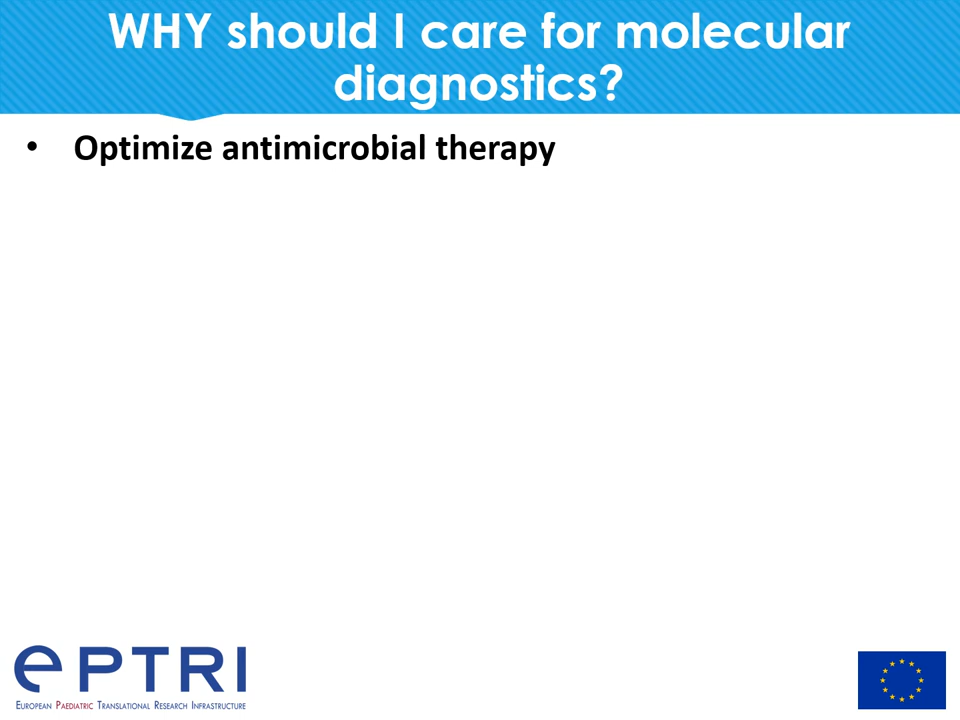 WHY should I care for molecular
diagnostics?
• Optimize antimicrobial therapy
ePTRI
EUROPEAN PAEDIATRIC TRANSLATIONAL RESEARCH INFRASTRUCTURE